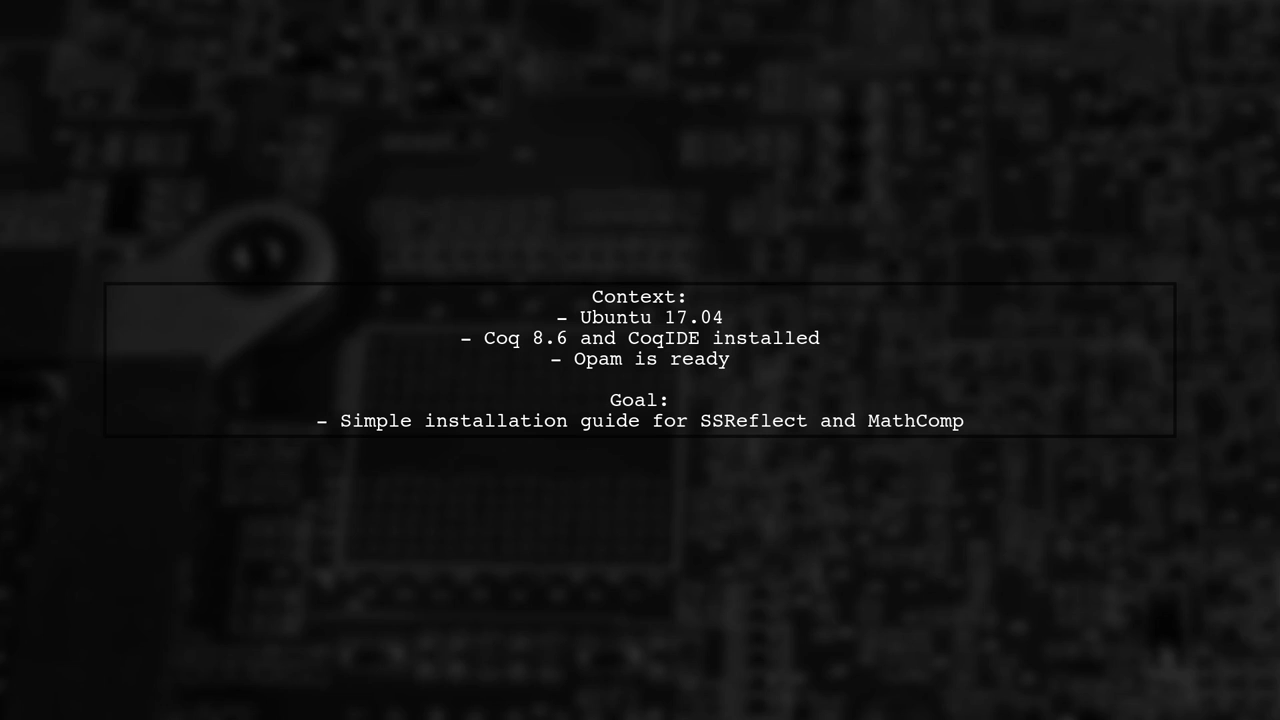 Context:
- Ubuntu 17.04
- Coq 8.6 and CoqIDE installed
- Opam is ready
Goal:
- Simple installation guide for SSReflect and MathComp